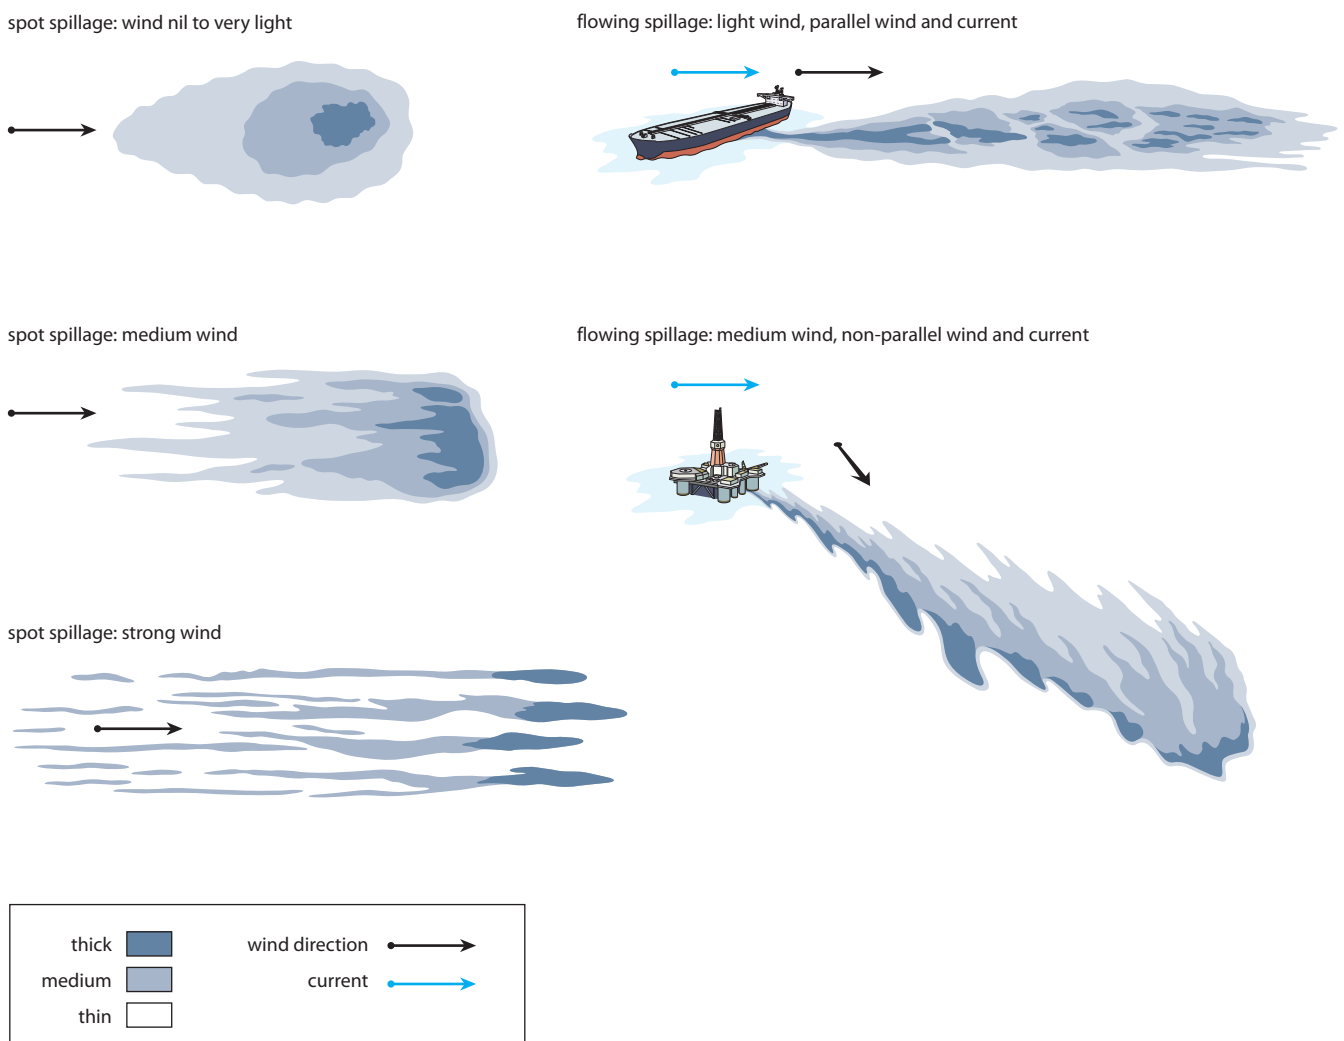 spot spillage: wind nil to very light
flowing spillage: light wind, parallel wind and current
spot spillage: medium wind
flowing spillage: medium wind, non-parallel wind and current
spot spillage: strong wind
thick
wind direction
medium
current
thin